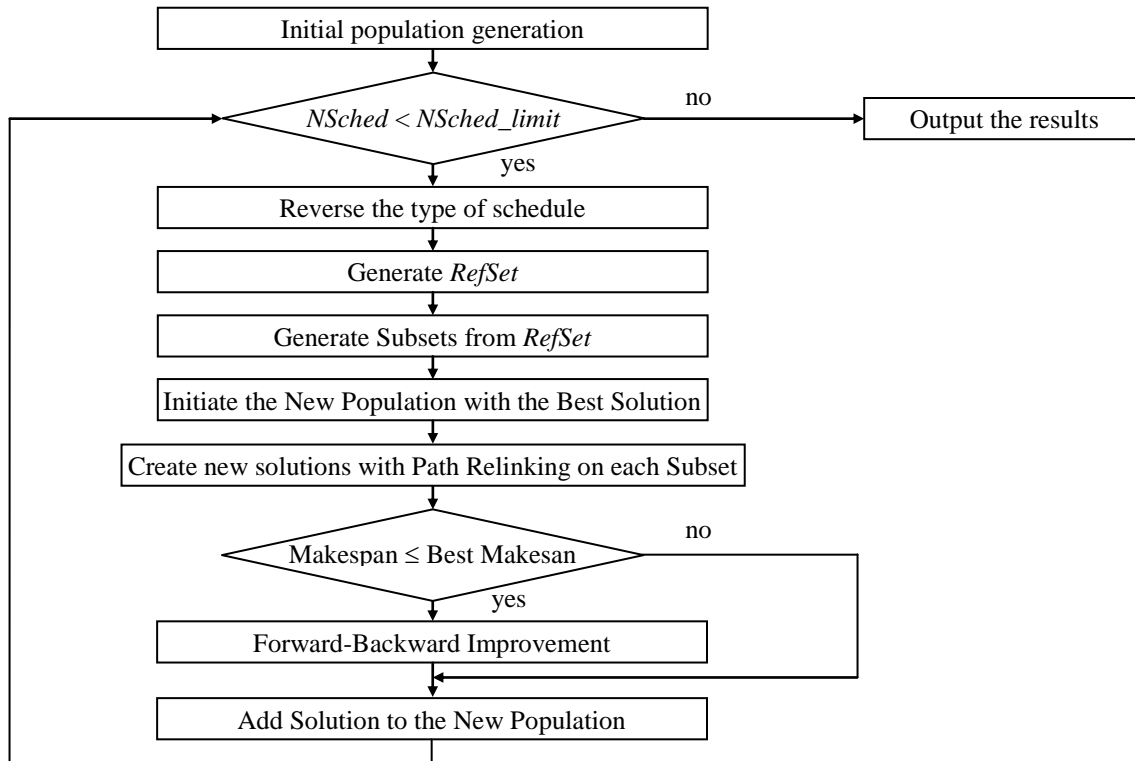 Initial population generation
NSched < NSched_limit
no
Output the results
yes
Reverse the type of schedule
Generate RefSet
Generate Subsets from RefSet
Initiate the New Population with the Best Solution
Create new solutions with Path Relinking on each Subset
Makespan ≤ Best Makesan
no
yes
Forward-Backward Improvement
Add Solution to the New Population